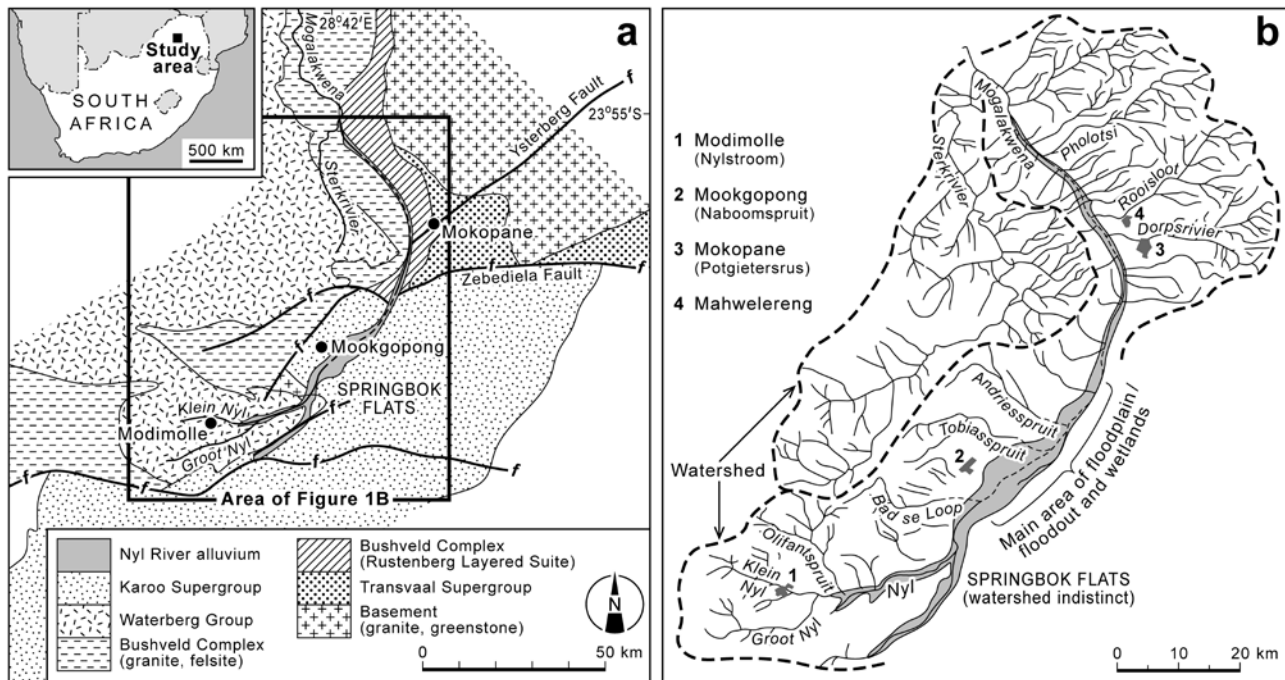 a
28°42'E
23°55'S
Study
area
SOUTH
AFRICA
500 km
Mogalakwena
f
Ysterberg Fault
Sterkrivier
Mokopane
f
Zebediela Fault
f
f
Mookgopong
SPRINGBOK
FLATS
Klein Nyl
Modimolle
Groot Nyl
f
f
f
f
Area of Figure 1B
Nyl River alluvium
Karoo Supergroup
Waterberg Group
Bushveld Complex
(granite, felsite)
Bushveld Complex
(Rustenberg Layered Suite)
Transvaal Supergroup
Basement
(granite, greenstone)
N
0 50 km
b
1 Modimolle
(Nylstroom)
2 Mookgopong
(Naboomspruit)
3 Mokopane
(Potgietersrus)
4 Mahwelereng
Mogalakwena
Sterkrivier
Pholotsi
Rooisloot
4
Dorpsrivier
3
Andriesspruit
Tobiasspruit
Watershed
2
Bad se Loop
Main area of floodplain/
floodout and wetlands
Olifantspruit
Klein
Nyl
1
Nyl
SPRINGBOK FLATS
(watershed indistinct)
Groot Nyl
0 10 20 km